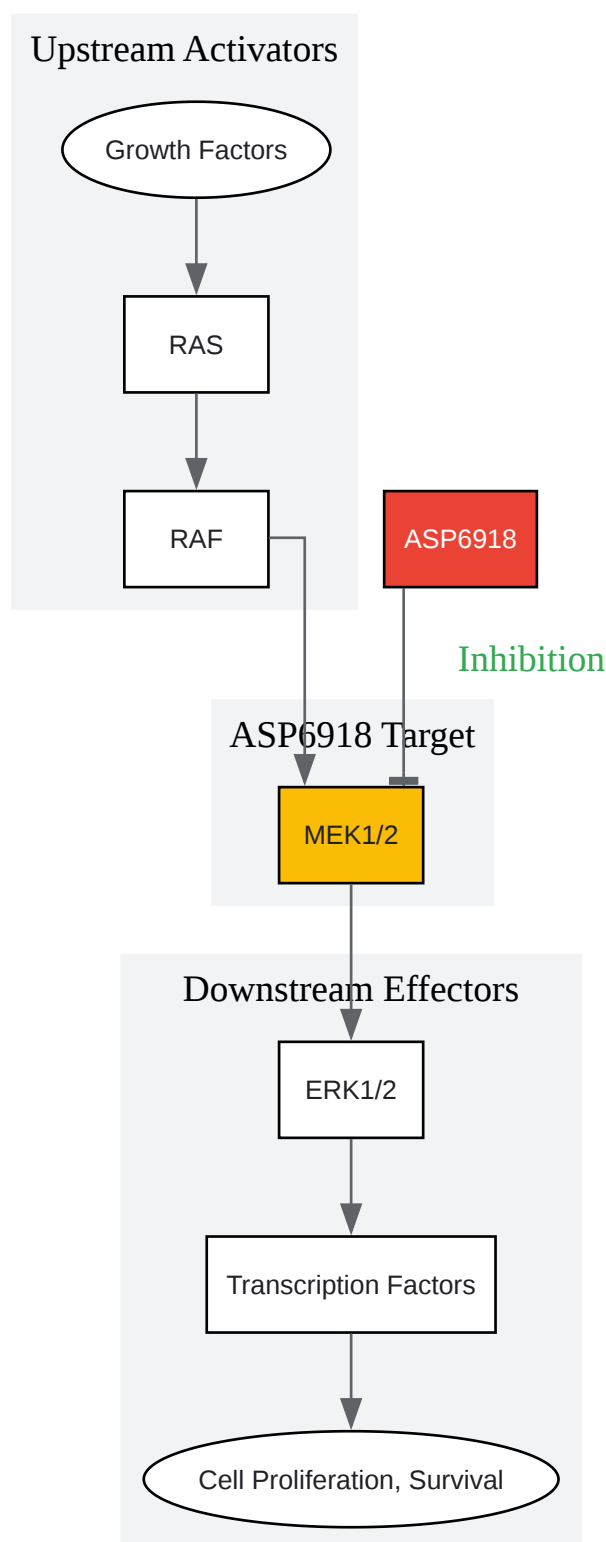 Upstream Activators
Growth Factors
RAS
RAF
ASP6918
Inhibition
ASP6918 Target
MEK1/2
Downstream Effectors
ERK1/2
Transcription Factors
Cell Proliferation, Survival